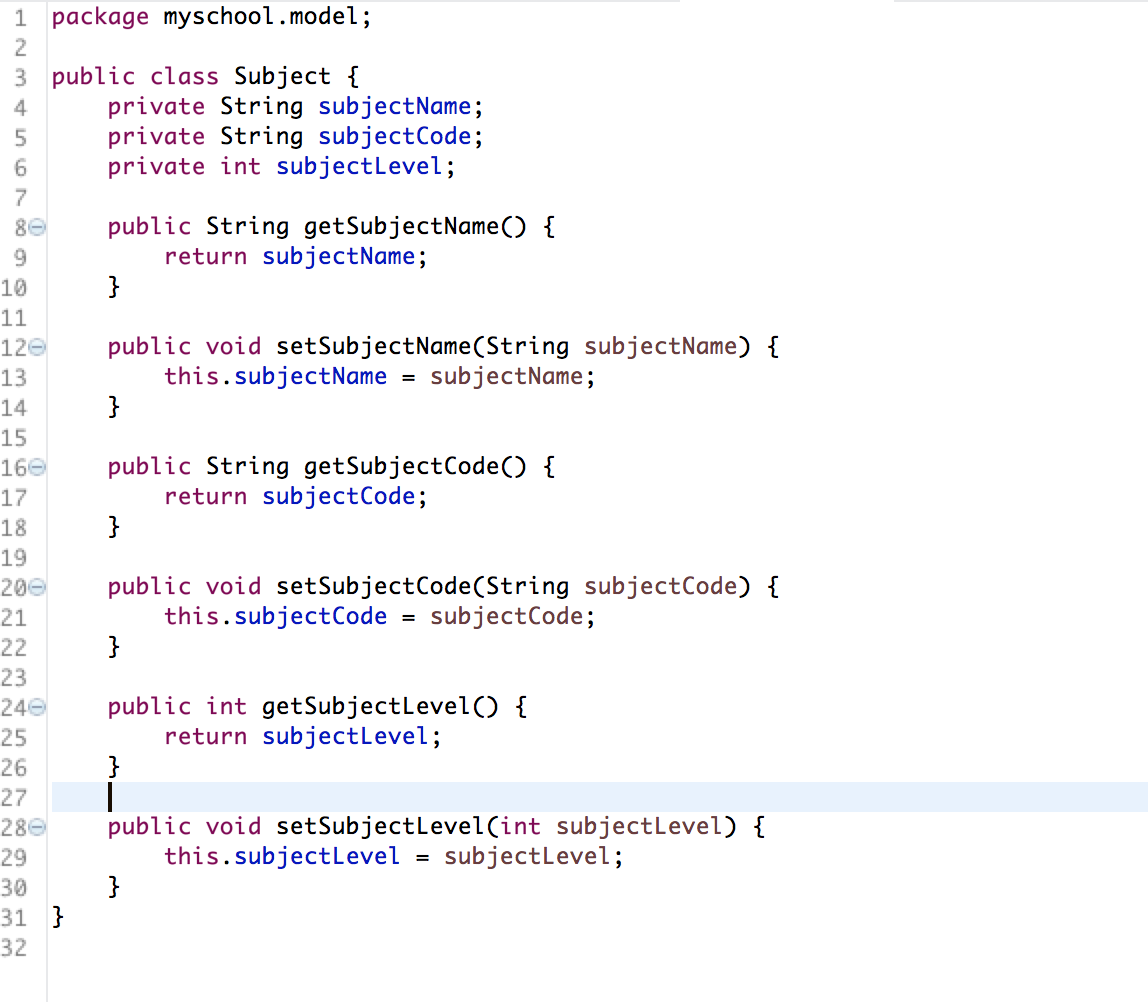 1 package myschool.model;
2
3 public class Subject {
4     private String subjectName;
5     private String subjectCode;
6     private int subjectLevel;
7
8     public String getSubjectName() {
9         return subjectName;
10     }
11
12     public void setSubjectName(String subjectName) {
13         this.subjectName = subjectName;
14     }
15
16     public String getSubjectCode() {
17         return subjectCode;
18     }
19
20     public void setSubjectCode(String subjectCode) {
21         this.subjectCode = subjectCode;
22     }
23
24     public int getSubjectLevel() {
25         return subjectLevel;
26     }
27
28     public void setSubjectLevel(int subjectLevel) {
29         this.subjectLevel = subjectLevel;
30     }
31 }
32